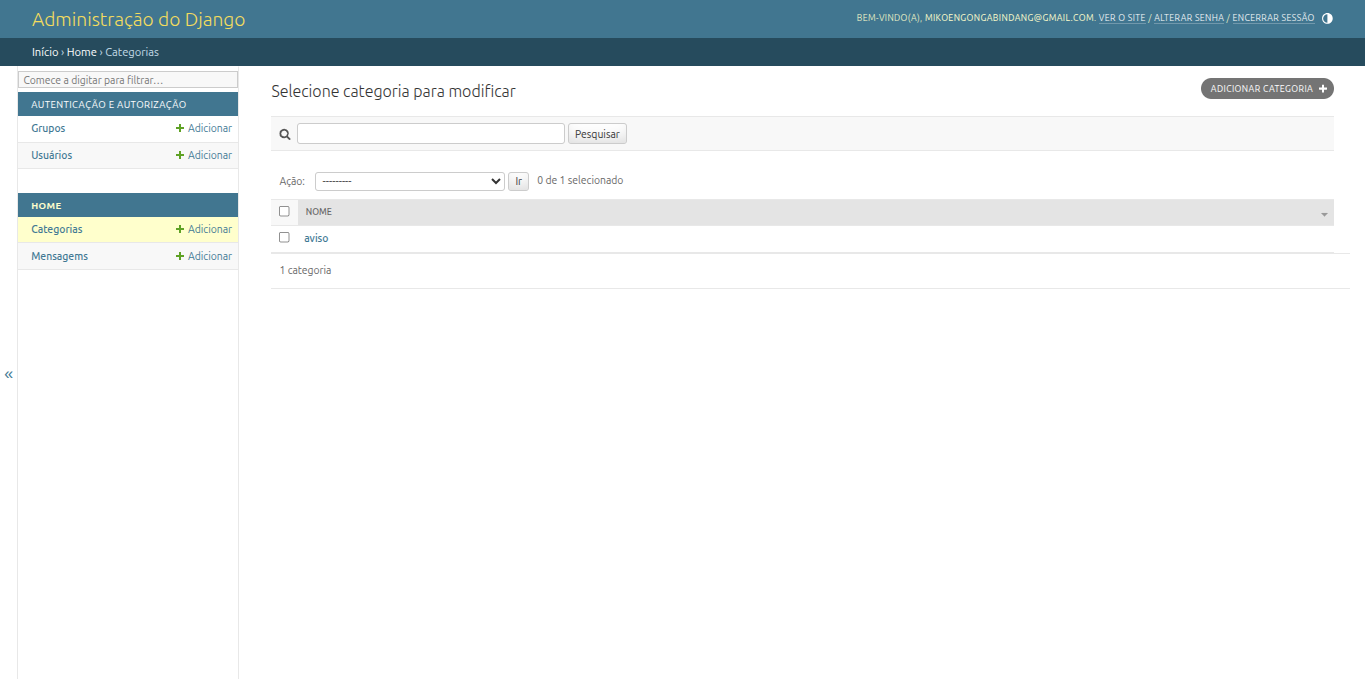 Administração do Django
BEM-VINDO(A), MIKOENGONGABINDANG@GMAIL.COM. VER O SITE / ALTERAR SENHA / ENCERRAR SESSÃO
Início › Home › Categorias
Comece a digitar para filtrar…
AUTENTICAÇÃO E AUTORIZAÇÃO
Grupos + Adicionar
Usuários + Adicionar
HOME
Categorias + Adicionar
Mensagems + Adicionar
«
Selecione categoria para modificar
ADICIONAR CATEGORIA +
Pesquisar
Ação: --------- Ir 0 de 1 selecionado
NOME
aviso
1 categoria